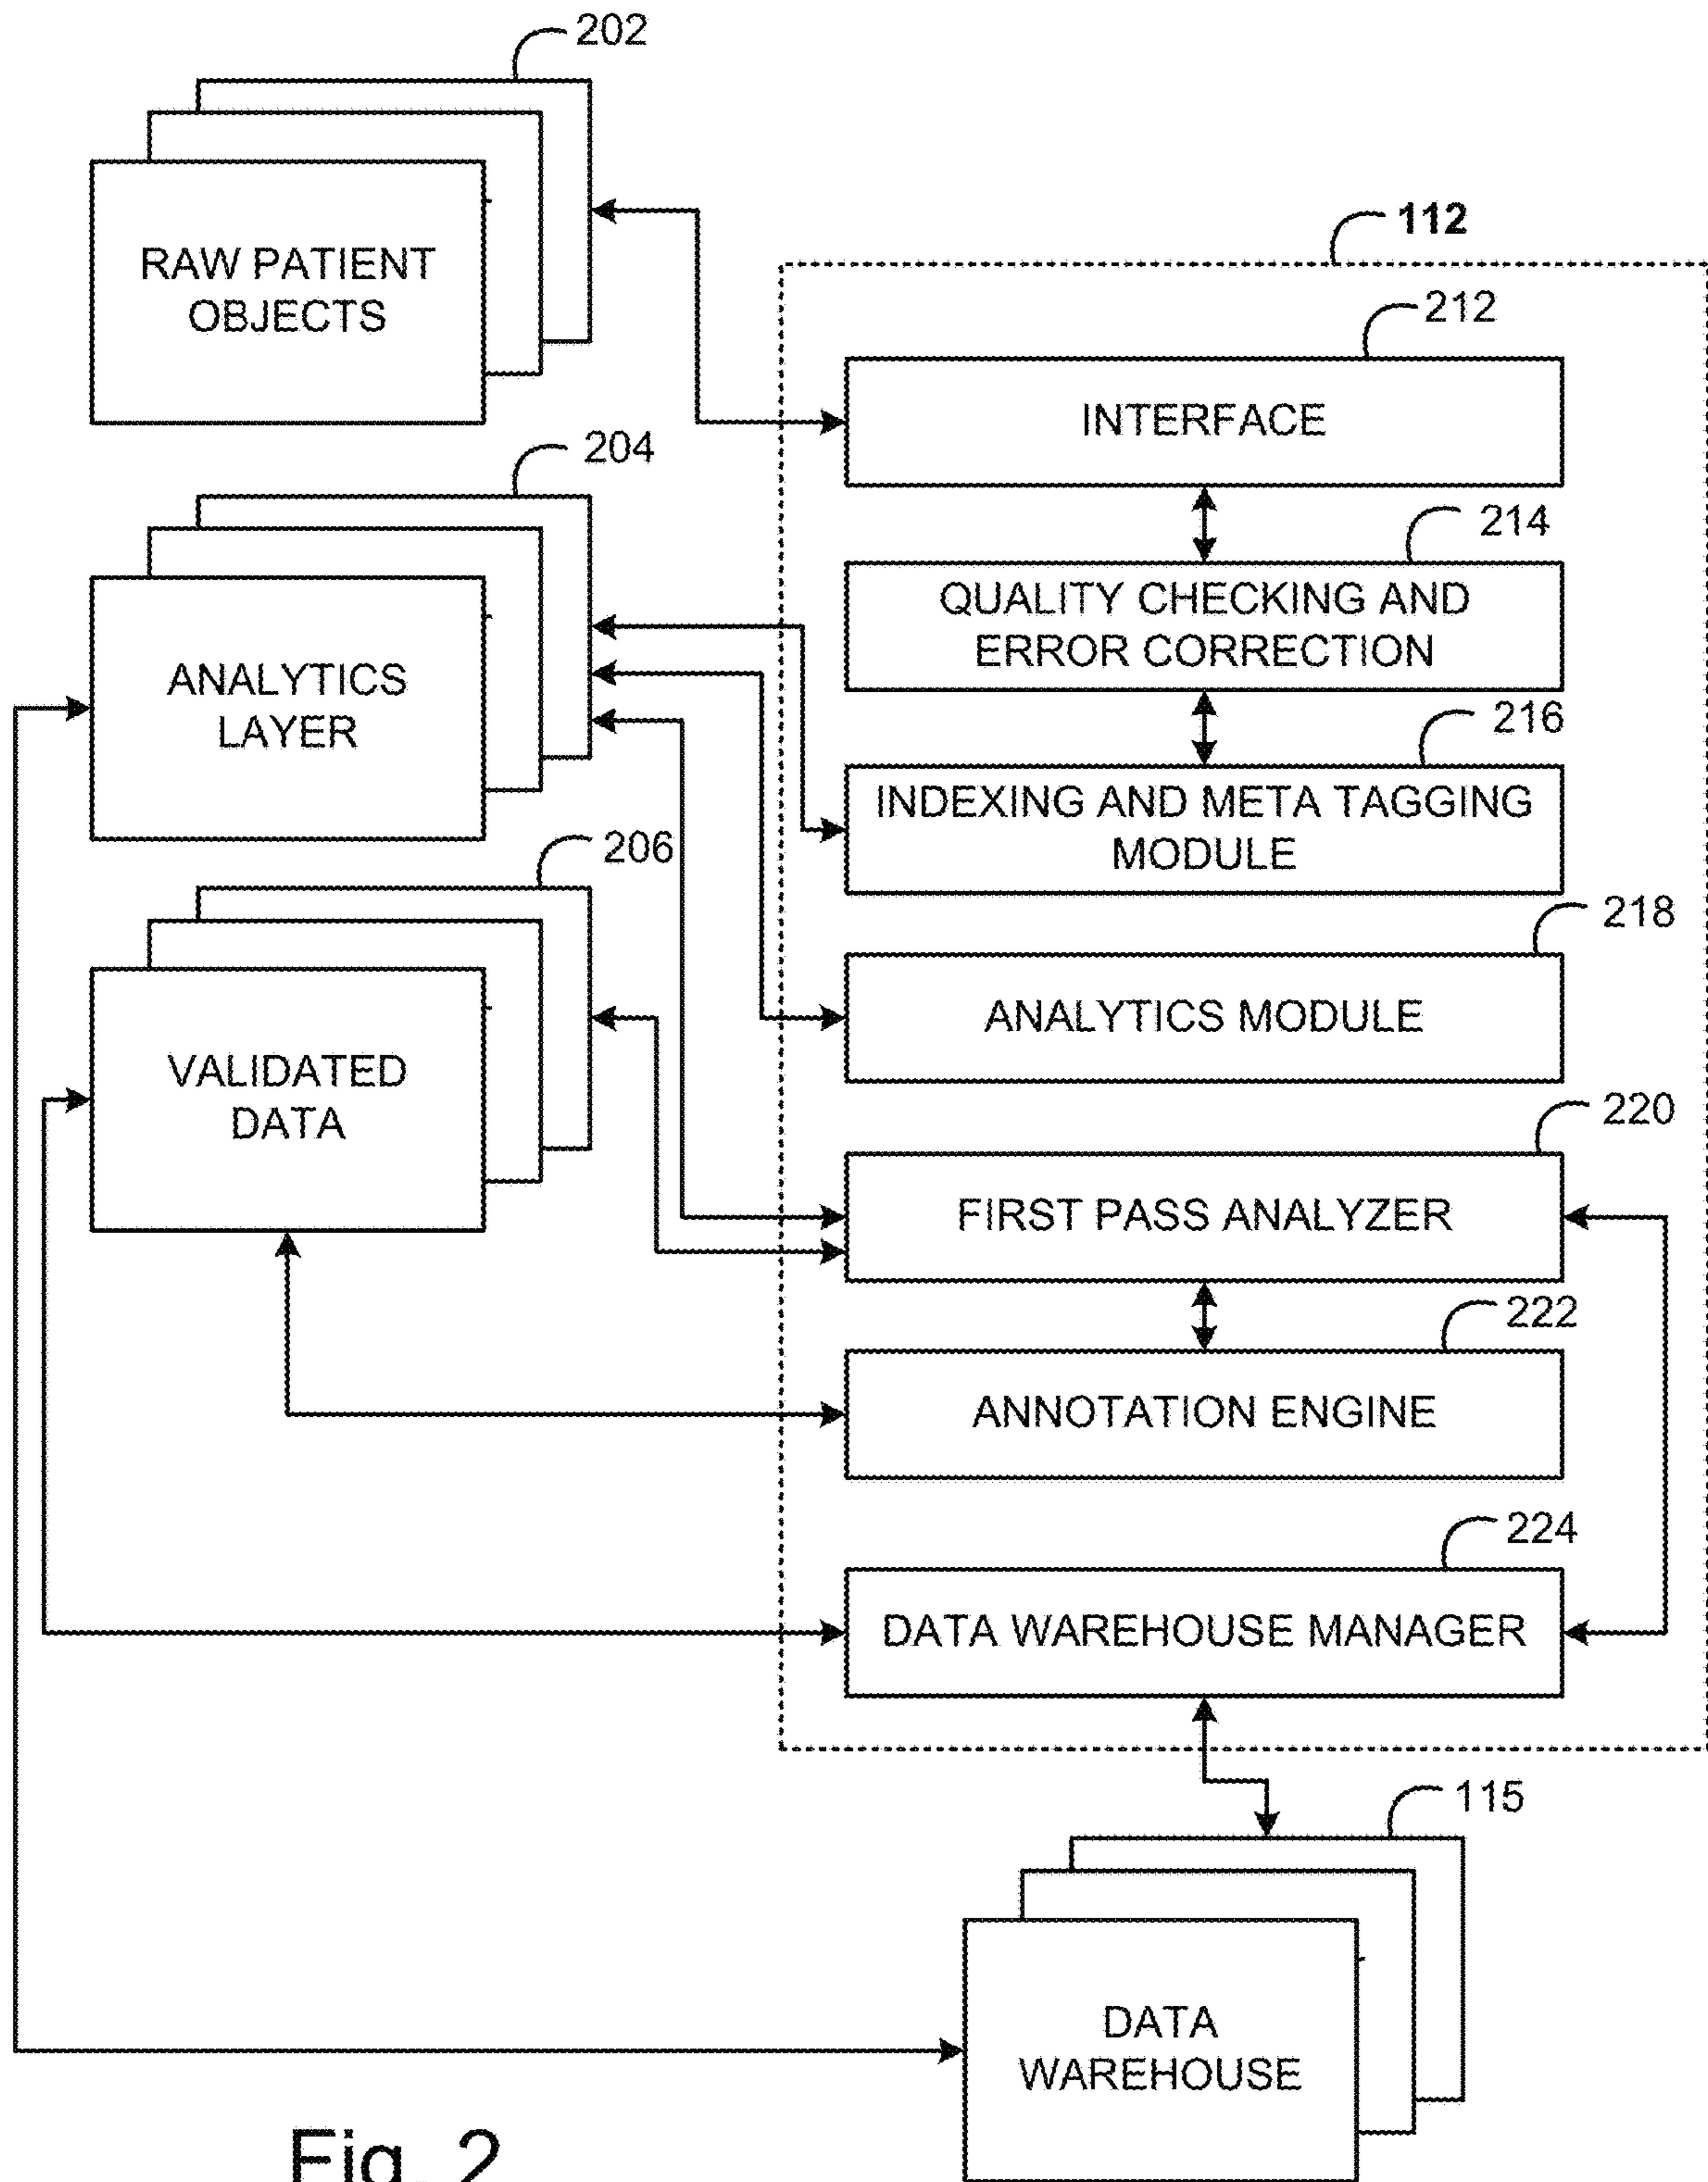 202
RAW PATIENT
OBJECTS
112
212
INTERFACE
204
214
QUALITY CHECKING AND
ERROR CORRECTION
ANALYTICS
LAYER
216
INDEXING AND META TAGGING
MODULE
206
218
ANALYTICS MODULE
VALIDATED
DATA
220
FIRST PASS ANALYZER
222
ANNOTATION ENGINE
224
DATA WAREHOUSE MANAGER
115
DATA
WAREHOUSE
Fig. 2